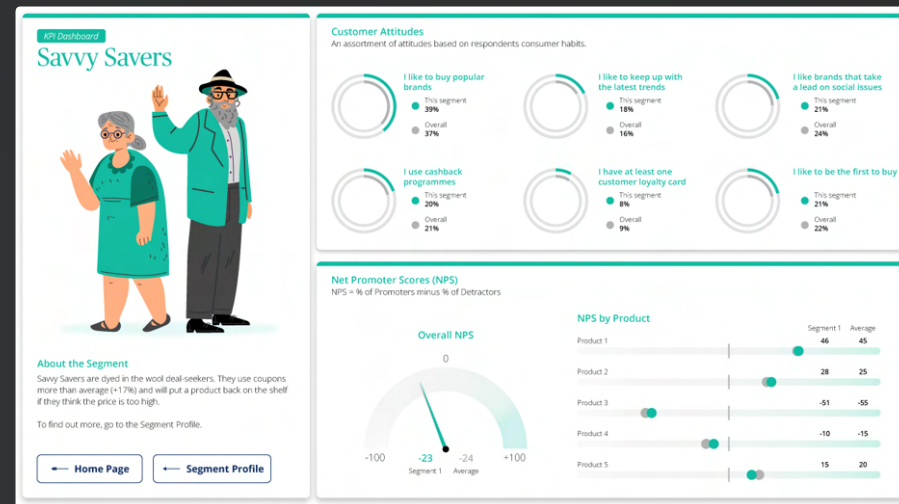 KPI Dashboard
Savvy Savers
About the Segment
Savvy Savers are dyed in the wool deal-seekers. They use coupons
more than average (+17%) and will put a product back on the shelf
if they think the price is too high.
To find out more, go to the Segment Profile.
Home Page
Segment Profile
Customer Attitudes
An assortment of attitudes based on respondents consumer habits.
I like to buy popular
brands
This segment
39%
Overall
37%
I like to keep up with
the latest trends
This segment
18%
Overall
16%
I like brands that take
a lead on social issues
This segment
21%
Overall
24%
I use cashback
programmes
This segment
20%
Overall
21%
I have at least one
customer loyalty card
This segment
8%
Overall
9%
I like to be the first to buy
This segment
21%
Overall
22%
Net Promoter Scores (NPS)
NPS = % of Promoters minus % of Detractors
Overall NPS
0
-100
-23
-24
+100
Segment 1
Average
NPS by Product
Segment 1 Average
Product 1 46 45
Product 2 28 25
Product 3 -51 -55
Product 4 -10 -15
Product 5 15 20